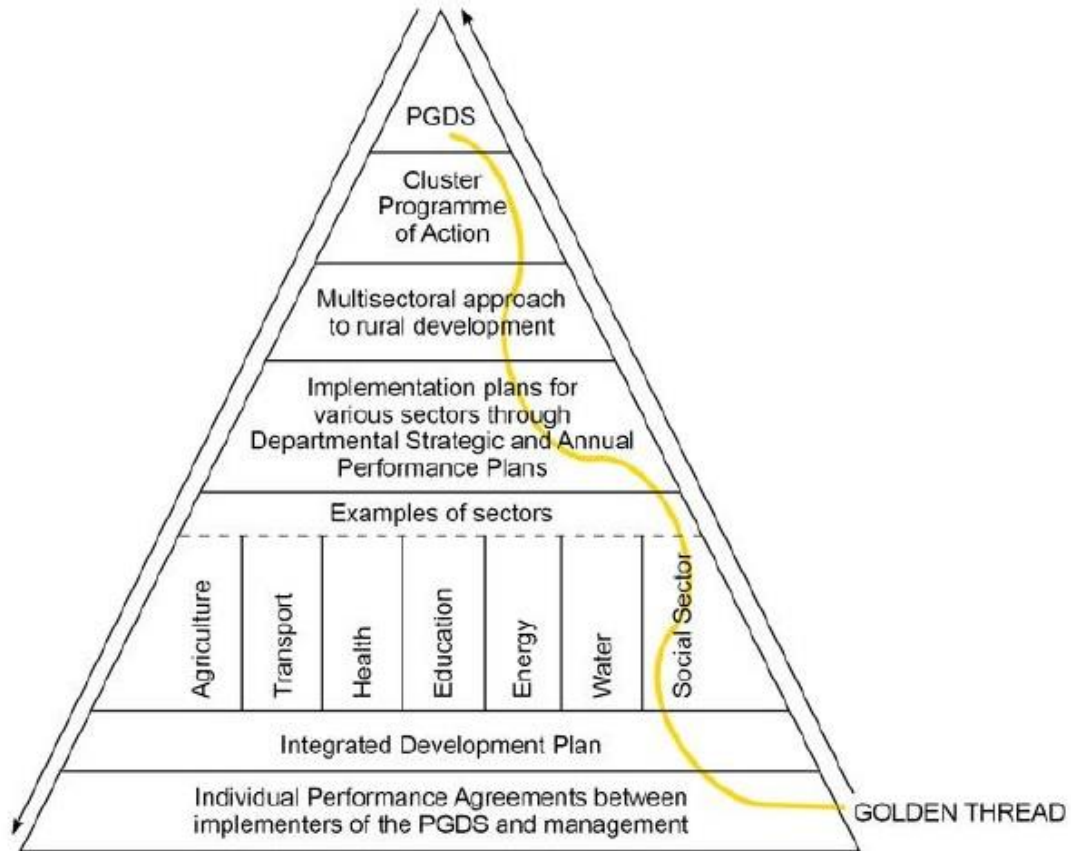 PGDS
Cluster
Programme
of Action
Multisectoral approach
to rural development
Implementation plans for
various sectors through
Departmental Strategic and Annual
Performance Plans
Examples of sectors
Agriculture
Transport
Health
Education
Energy
Water
Social Sector
Integrated Development Plan
Individual Performance Agreements between
implementers of the PGDS and management
GOLDEN THREAD